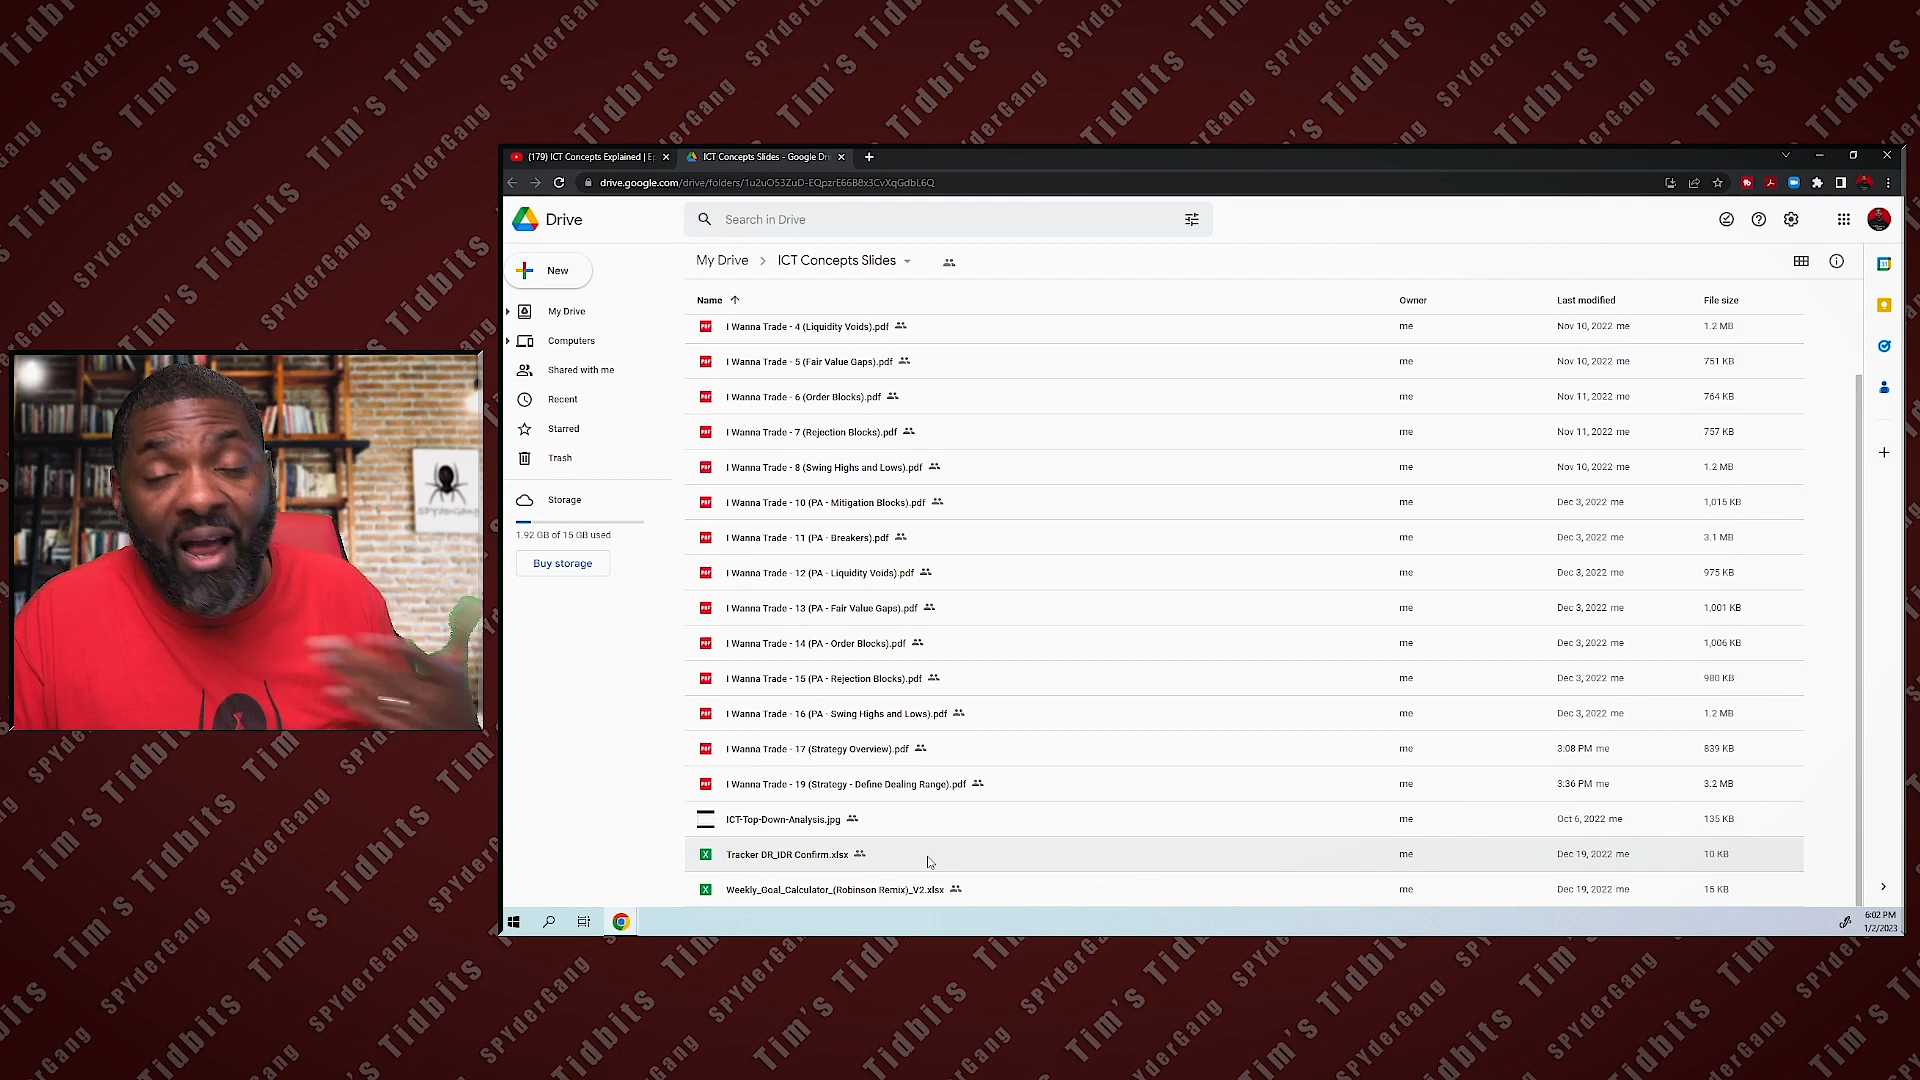 Tim's Tidbits
SPYderGang
(179) ICT Concepts Explained | E
ICT Concepts Slides - Google Dri
drive.google.com/drive/folders/1u2uO53ZuD-EQpzrE66B8x3CvXqGdbL6Q
Drive
Search in Drive
New
My Drive
Computers
Shared with me
Recent
Starred
Trash
Storage
1.92 GB of 15 GB used
Buy storage
My Drive > ICT Concepts Slides
Name Owner Last modified File size
I Wanna Trade - 4 (Liquidity Voids).pdf me Nov 10, 2022 me 1.2 MB
I Wanna Trade - 5 (Fair Value Gaps).pdf me Nov 10, 2022 me 751 KB
I Wanna Trade - 6 (Order Blocks).pdf me Nov 11, 2022 me 764 KB
I Wanna Trade - 7 (Rejection Blocks).pdf me Nov 11, 2022 me 757 KB
I Wanna Trade - 8 (Swing Highs and Lows).pdf me Nov 10, 2022 me 1.2 MB
I Wanna Trade - 10 (PA - Mitigation Blocks).pdf me Dec 3, 2022 me 1,015 KB
I Wanna Trade - 11 (PA - Breakers).pdf me Dec 3, 2022 me 3.1 MB
I Wanna Trade - 12 (PA - Liquidity Voids).pdf me Dec 3, 2022 me 975 KB
I Wanna Trade - 13 (PA - Fair Value Gaps).pdf me Dec 3, 2022 me 1,001 KB
I Wanna Trade - 14 (PA - Order Blocks).pdf me Dec 3, 2022 me 1,006 KB
I Wanna Trade - 15 (PA - Rejection Blocks).pdf me Dec 3, 2022 me 980 KB
I Wanna Trade - 16 (PA - Swing Highs and Lows).pdf me Dec 3, 2022 me 1.2 MB
I Wanna Trade - 17 (Strategy Overview).pdf me 3:08 PM me 839 KB
I Wanna Trade - 19 (Strategy - Define Dealing Range).pdf me 3:36 PM me 3.2 MB
ICT-Top-Down-Analysis.jpg me Oct 6, 2022 me 135 KB
Tracker DR_IDR Confirm.xlsx me Dec 19, 2022 me 10 KB
Weekly_Goal_Calculator_(Robinson Remix)_V2.xlsx me Dec 19, 2022 me 15 KB
6:02 PM
1/2/2023